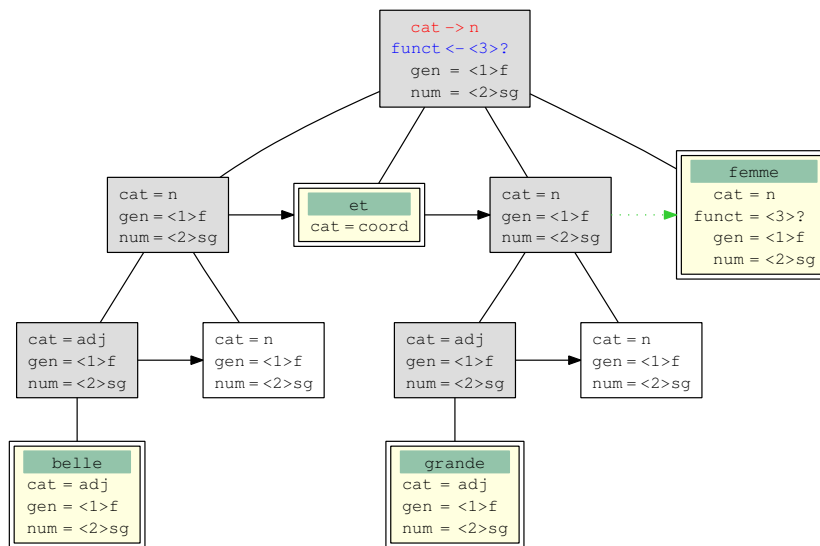 cat -> n
funct <- <3>?
gen = <1>f
num = <2>sg
cat = n
gen = <1>f
num = <2>sg
et
cat = coord
cat = n
gen = <1>f
num = <2>sg
femme
cat = n
funct = <3>?
gen = <1>f
num = <2>sg
cat = adj
gen = <1>f
num = <2>sg
cat = n
gen = <1>f
num = <2>sg
cat = adj
gen = <1>f
num = <2>sg
cat = n
gen = <1>f
num = <2>sg
belle
cat = adj
gen = <1>f
num = <2>sg
grande
cat = adj
gen = <1>f
num = <2>sg